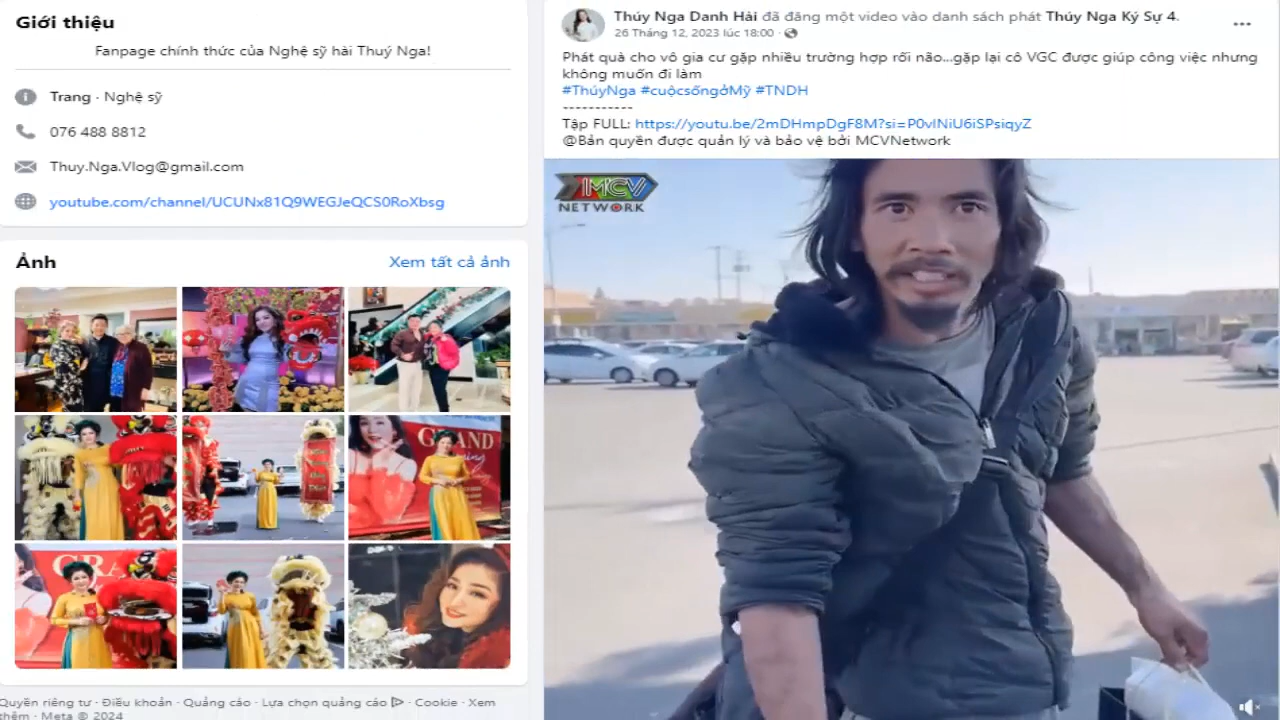 Giới thiệu
Fanpage chính thức của Nghệ sỹ hài Thuý Nga!
Trang · Nghệ sỹ
076 488 8812
Thuy.Nga.Vlog@gmail.com
youtube.com/channel/UCUNx81Q9WEGJeQCS0RoXbsg
Ảnh
Xem tất cả ảnh
GRAND
GRA
Quyền riêng tư · Điều khoản · Quảng cáo · Lựa chọn quảng cáo · Cookie · Xem
thêm · Meta © 2024
Thúy Nga Danh Hài đã đăng một video vào danh sách phát Thúy Nga Ký Sự 4.
26 Tháng 12, 2023 lúc 18:00 ·
Phát quà cho vô gia cư gặp nhiều trường hợp rối não...gặp lại cô VGC được giúp công việc nhưng
không muốn đi làm
#ThúyNga #cuộcsốngởMỹ #TNDH
-----------
Tập FULL: https://youtu.be/2mDHmpDgF8M?si=P0vlNiU6iSPsiqyZ
@Bản quyền được quản lý và bảo vệ bởi MCVNetwork
MCV
NETWORK